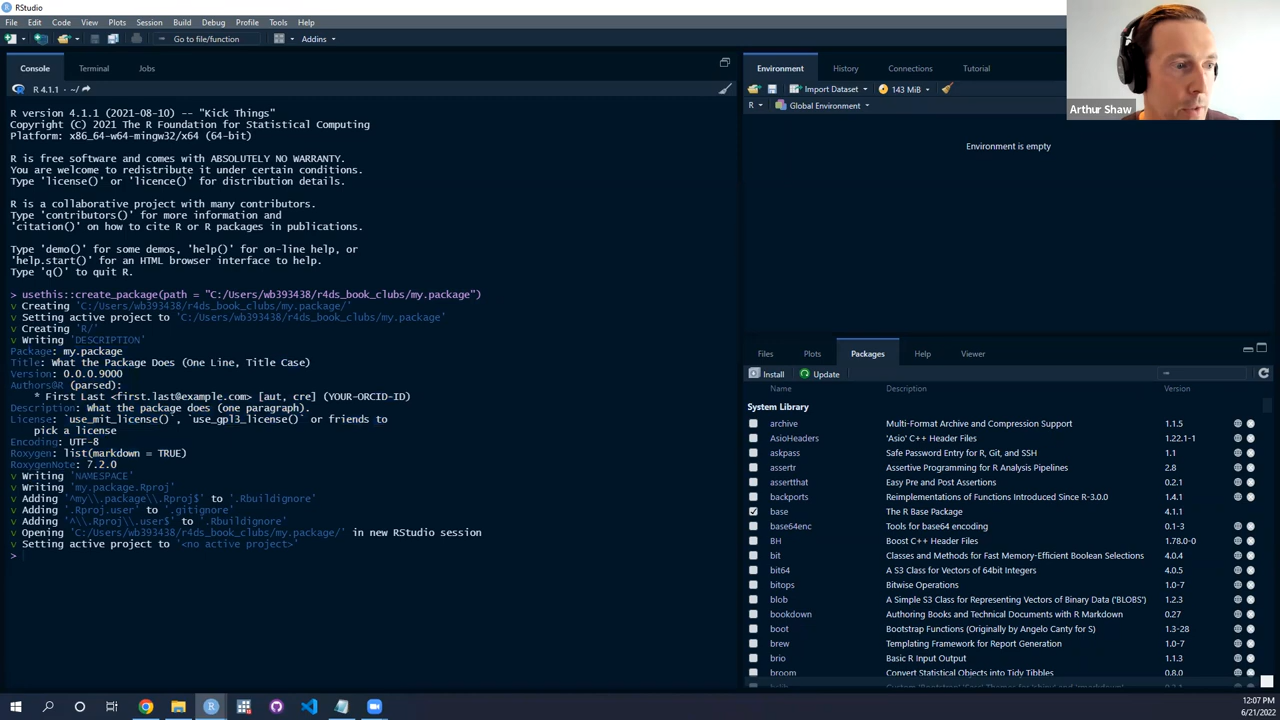 RStudio
File Edit Code View Plots Session Build Debug Profile Tools Help
Go to file/function Addins
Console Terminal Jobs
R 4.1.1 · ~/
R version 4.1.1 (2021-08-10) -- "Kick Things"
Copyright (C) 2021 The R Foundation for Statistical Computing
Platform: x86_64-w64-mingw32/x64 (64-bit)
R is free software and comes with ABSOLUTELY NO WARRANTY.
You are welcome to redistribute it under certain conditions.
Type 'license()' or 'licence()' for distribution details.
R is a collaborative project with many contributors.
Type 'contributors()' for more information and
'citation()' on how to cite R or R packages in publications.
Type 'demo()' for some demos, 'help()' for on-line help, or
'help.start()' for an HTML browser interface to help.
Type 'q()' to quit R.
> usethis::create_package(path = "C:/Users/wb393438/r4ds_book_clubs/my.package")
v Creating 'C:/Users/wb393438/r4ds_book_clubs/my.package/'
v Setting active project to 'C:/Users/wb393438/r4ds_book_clubs/my.package'
v Creating 'R/'
v Writing 'DESCRIPTION'
Package: my.package
Title: What the Package Does (One Line, Title Case)
Version: 0.0.0.9000
Authors@R (parsed):
* First Last <first.last@example.com> [aut, cre] (YOUR-ORCID-ID)
Description: What the package does (one paragraph).
License: `use_mit_license()`, `use_gpl3_license()` or friends to
pick a license
Encoding: UTF-8
Roxygen: list(markdown = TRUE)
RoxygenNote: 7.2.0
v Writing 'NAMESPACE'
v Writing 'my.package.Rproj'
v Adding '^my\\.package\\.Rproj$' to '.Rbuildignore'
v Adding '.Rproj.user' to '.gitignore'
v Adding '^\\.Rproj\\.user$' to '.Rbuildignore'
v Opening 'C:/Users/wb393438/r4ds_book_clubs/my.package/' in new RStudio session
v Setting active project to '<no active project>'
>
Environment History Connections Tutorial
Import Dataset 143 MiB
R Global Environment
Environment is empty
Arthur Shaw
Files Plots Packages Help Viewer
Install Update
Name Description Version
System Library
archive Multi-Format Archive and Compression Support 1.1.5
AsioHeaders 'Asio' C++ Header Files 1.22.1-1
askpass Safe Password Entry for R, Git, and SSH 1.1
assertr Assertive Programming for R Analysis Pipelines 2.8
assertthat Easy Pre and Post Assertions 0.2.1
backports Reimplementations of Functions Introduced Since R-3.0.0 1.4.1
base The R Base Package 4.1.1
base64enc Tools for base64 encoding 0.1-3
BH Boost C++ Header Files 1.78.0-0
bit Classes and Methods for Fast Memory-Efficient Boolean Selections 4.0.4
bit64 A S3 Class for Vectors of 64bit Integers 4.0.5
bitops Bitwise Operations 1.0-7
blob A Simple S3 Class for Representing Vectors of Binary Data ('BLOBS') 1.2.3
bookdown Authoring Books and Technical Documents with R Markdown 0.27
boot Bootstrap Functions (Originally by Angelo Canty for S) 1.3-28
brew Templating Framework for Report Generation 1.0-7
brio Basic R Input Output 1.1.3
broom Convert Statistical Objects into Tidy Tibbles 0.8.0
12:07 PM
6/21/2022